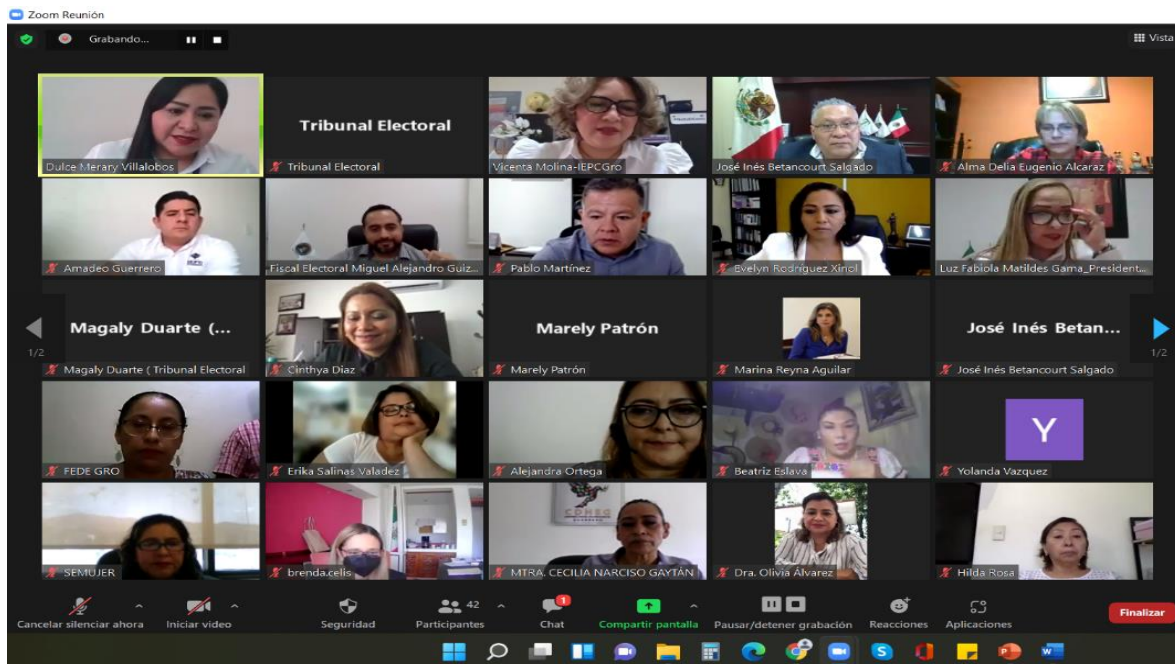 Zoom Reunión
Grabando...
Vista
Dulce Merary Villalobos
Tribunal Electoral
Tribunal Electoral
Vicenta Molina-IEPCGro
José Inés Betancourt Salgado
Alma Delia Eugenio Alcaraz
Amadeo Guerrero
Fiscal Electoral Miguel Alejandro Guiz...
Pablo Martínez
Evelyn Rodríguez Xinol
Luz Fabiola Matildes Gama_President...
1/2
Magaly Duarte (...
Magaly Duarte ( Tribunal Electoral
Cinthya Díaz
Marely Patrón
Marely Patrón
Marina Reyna Aguilar
José Inés Betan...
José Inés Betancourt Salgado
1/2
FEDE GRO
Erika Salinas Valadez
Alejandra Ortega
Beatriz Eslava
Y
Yolanda Vazquez
SEMUJER
brenda.celis
CDHEG
MTRA. CECILIA NARCISO GAYTÁN
Dra. Olivia Álvarez
Hilda Rosa
Cancelar silenciar ahora
Iniciar video
Seguridad
42
Participantes
1
Chat
Compartir pantalla
Pausar/detener grabación
Reacciones
Aplicaciones
Finalizar